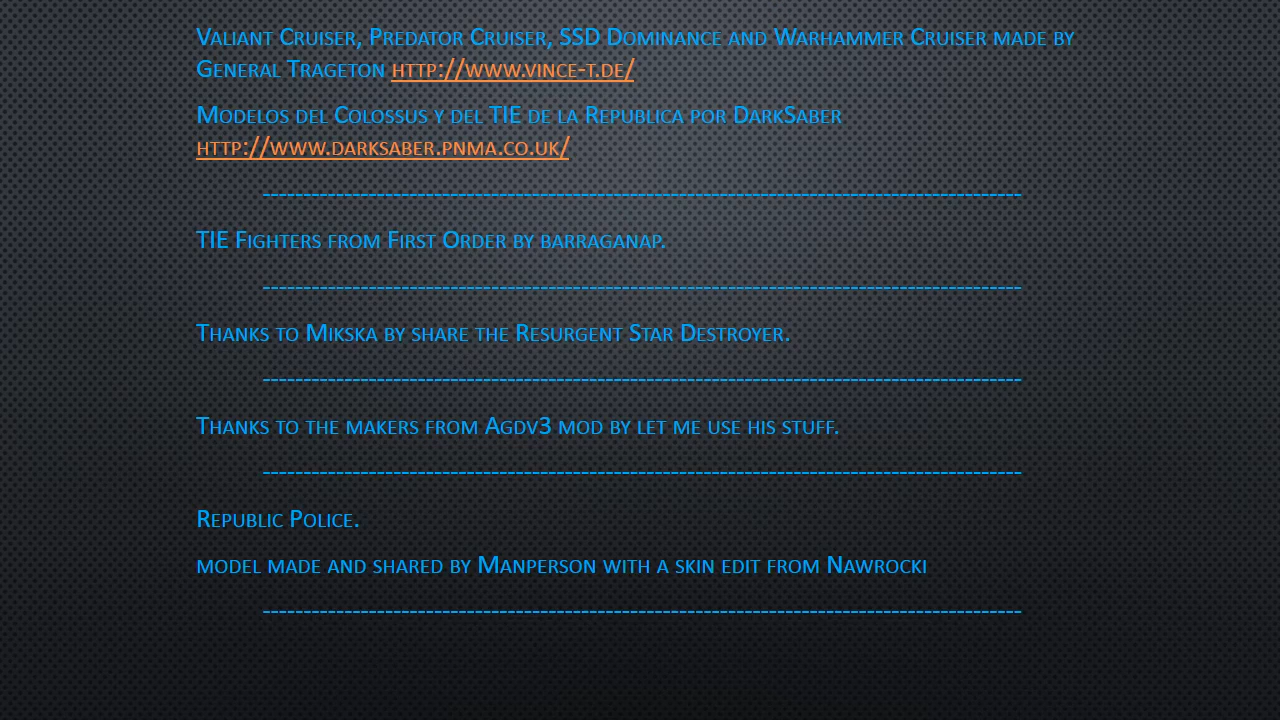 Valiant Cruiser, Predator Cruiser, SSD Dominance and Warhammer Cruiser made by
General Trageton http://www.vince-t.de/
Modelos del Colossus y del TIE de la Republica por DarkSaber
http://www.darksaber.pnma.co.uk/
--------------------------------------------------------------------------------------------
TIE Fighters from First Order by barraganap.
--------------------------------------------------------------------------------------------
Thanks to Mikska by share the Resurgent Star Destroyer.
--------------------------------------------------------------------------------------------
Thanks to the makers from Agdv3 mod by let me use his stuff.
--------------------------------------------------------------------------------------------
Republic Police.
model made and shared by Manperson with a skin edit from Nawrocki
--------------------------------------------------------------------------------------------